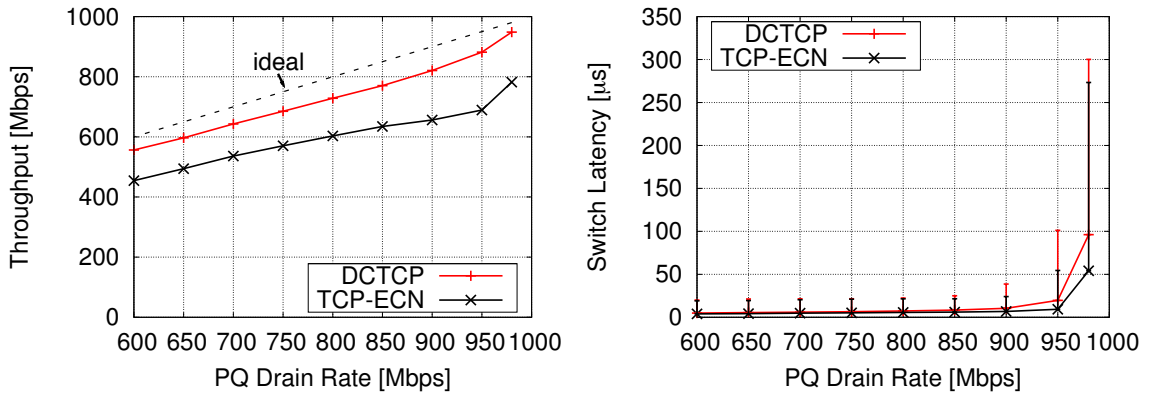 1000
800
600
400
200
0
Throughput [Mbps]
ideal
DCTCP
TCP-ECN
600 650 700 750 800 850 900 950 1000
PQ Drain Rate [Mbps]
350
300
250
200
150
100
50
0
Switch Latency [μs]
DCTCP
TCP-ECN
600 650 700 750 800 850 900 950 1000
PQ Drain Rate [Mbps]